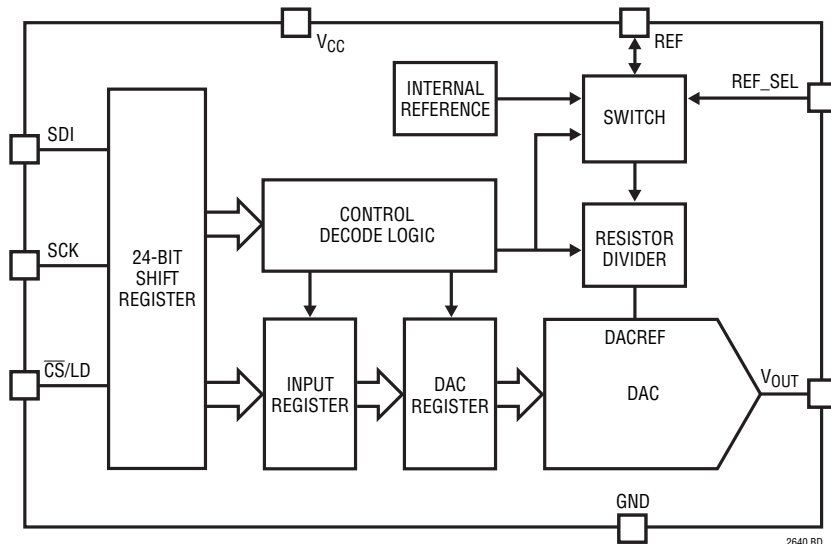 V_CC
REF
INTERNAL
REFERENCE
SWITCH
REF_SEL
SDI
SCK
C̅S̅/LD
24-BIT
SHIFT
REGISTER
CONTROL
DECODE LOGIC
RESISTOR
DIVIDER
INPUT
REGISTER
DAC
REGISTER
DACREF
DAC
V_OUT
GND
2640 BD